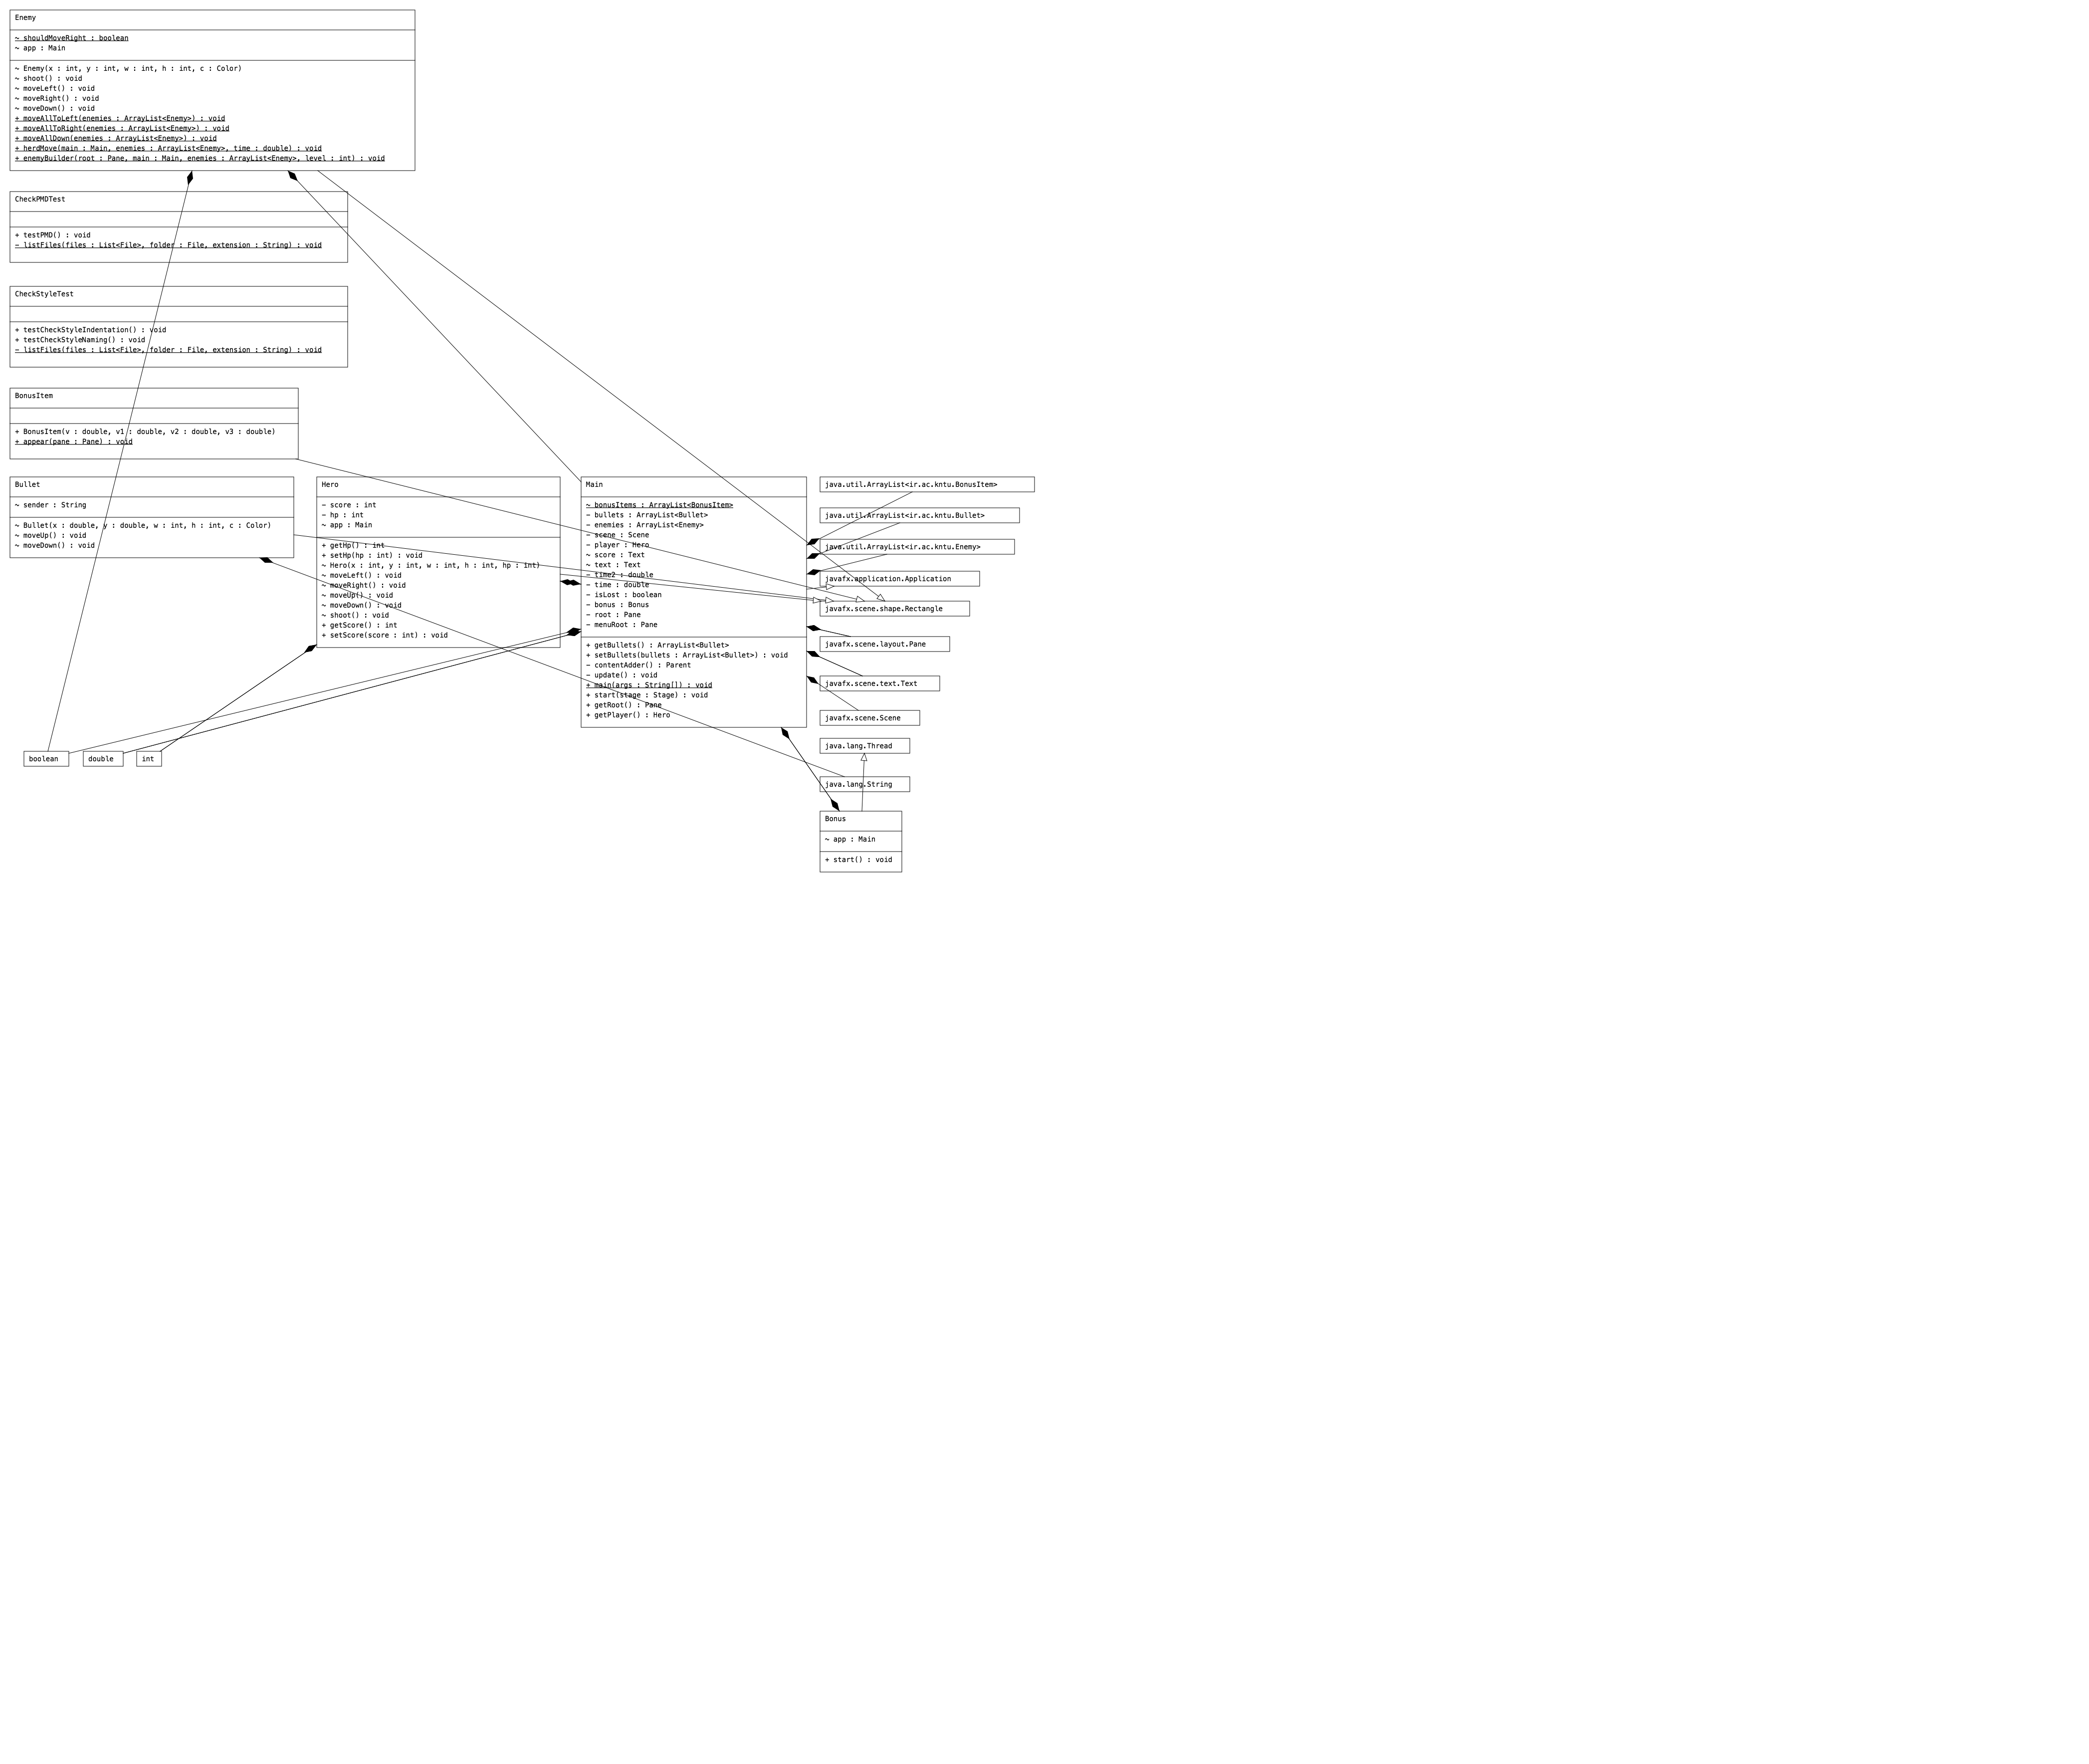 Enemy
~ shouldMoveRight : boolean
~ app : Main
~ Enemy(x : int, y : int, w : int, h : int, c : Color)
~ shoot() : void
~ moveLeft() : void
~ moveRight() : void
~ moveDown() : void
+ moveAllToLeft(enemies : ArrayList<Enemy>) : void
+ moveAllToRight(enemies : ArrayList<Enemy>) : void
+ moveAllDown(enemies : ArrayList<Enemy>) : void
+ herdMove(main : Main, enemies : ArrayList<Enemy>, time : double) : void
+ enemyBuilder(root : Pane, main : Main, enemies : ArrayList<Enemy>, level : int) : void
CheckPMDTest
+ testPMD() : void
- listFiles(files : List<File>, folder : File, extension : String) : void
CheckStyleTest
+ testCheckStyleIndentation() : void
+ testCheckStyleNaming() : void
- listFiles(files : List<File>, folder : File, extension : String) : void
BonusItem
+ BonusItem(v : double, v1 : double, v2 : double, v3 : double)
+ appear(pane : Pane) : void
Bullet
~ sender : String
~ Bullet(x : double, y : double, w : int, h : int, c : Color)
~ moveUp() : void
~ moveDown() : void
Hero
- score : int
- hp : int
~ app : Main
+ getHp() : int
+ setHp(hp : int) : void
~ Hero(x : int, y : int, w : int, h : int, hp : int)
~ moveLeft() : void
~ moveRight() : void
~ moveUp() : void
~ moveDown() : void
~ shoot() : void
+ getScore() : int
+ setScore(score : int) : void
Main
~ bonusItems : ArrayList<BonusItem>
- bullets : ArrayList<Bullet>
- enemies : ArrayList<Enemy>
- scene : Scene
- player : Hero
~ score : Text
~ text : Text
- time2 : double
- time : double
- isLost : boolean
- bonus : Bonus
- root : Pane
- menuRoot : Pane
+ getBullets() : ArrayList<Bullet>
+ setBullets(bullets : ArrayList<Bullet>) : void
- contentAdder() : Parent
- update() : void
+ main(args : String[]) : void
+ start(stage : Stage) : void
+ getRoot() : Pane
+ getPlayer() : Hero
java.util.ArrayList<ir.ac.kntu.BonusItem>
java.util.ArrayList<ir.ac.kntu.Bullet>
java.util.ArrayList<ir.ac.kntu.Enemy>
javafx.application.Application
javafx.scene.shape.Rectangle
javafx.scene.layout.Pane
javafx.scene.text.Text
javafx.scene.Scene
java.lang.Thread
java.lang.String
boolean
double
int
Bonus
~ app : Main
+ start() : void